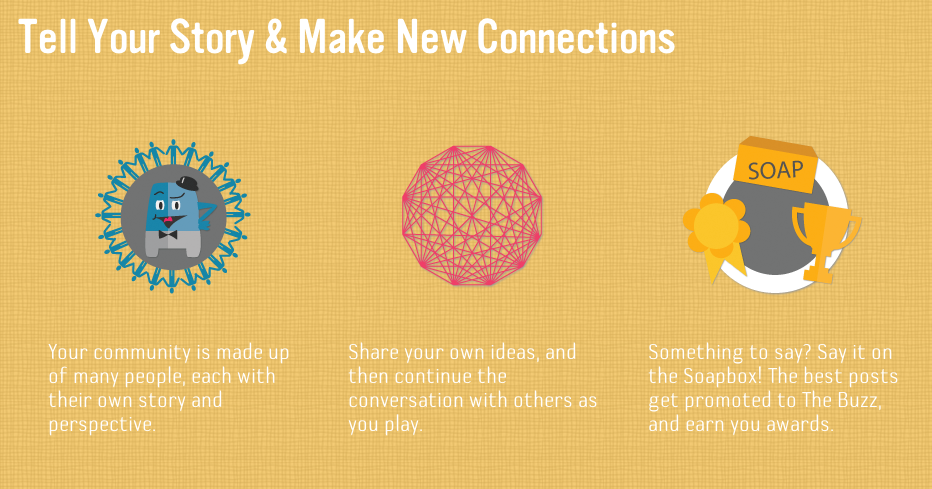 Tell Your Story & Make New Connections
SOAP
Your community is made up
of many people, each with
their own story and
perspective.
Share your own ideas, and
then continue the
conversation with others as
you play.
Something to say? Say it on
the Soapbox! The best posts
get promoted to The Buzz,
and earn you awards.